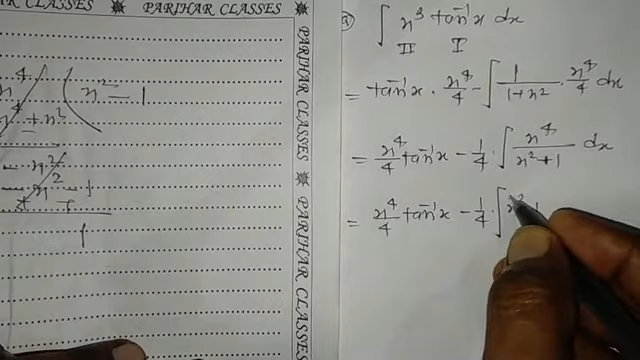 PARIHAR CLASSES
PARIHAR CLASSES
PARIHAR CLASSES
x² - 1
1
∫ x³ tan⁻¹x dx
II I
= tan⁻¹x · x⁴/4 - ∫ 1/(1+x²) · x⁴/4 dx
= x⁴/4 tan⁻¹x - 1/4 ∫ x⁴/(x²+1) dx
= x⁴/4 tan⁻¹x - 1/4 · ∫ x² - 1